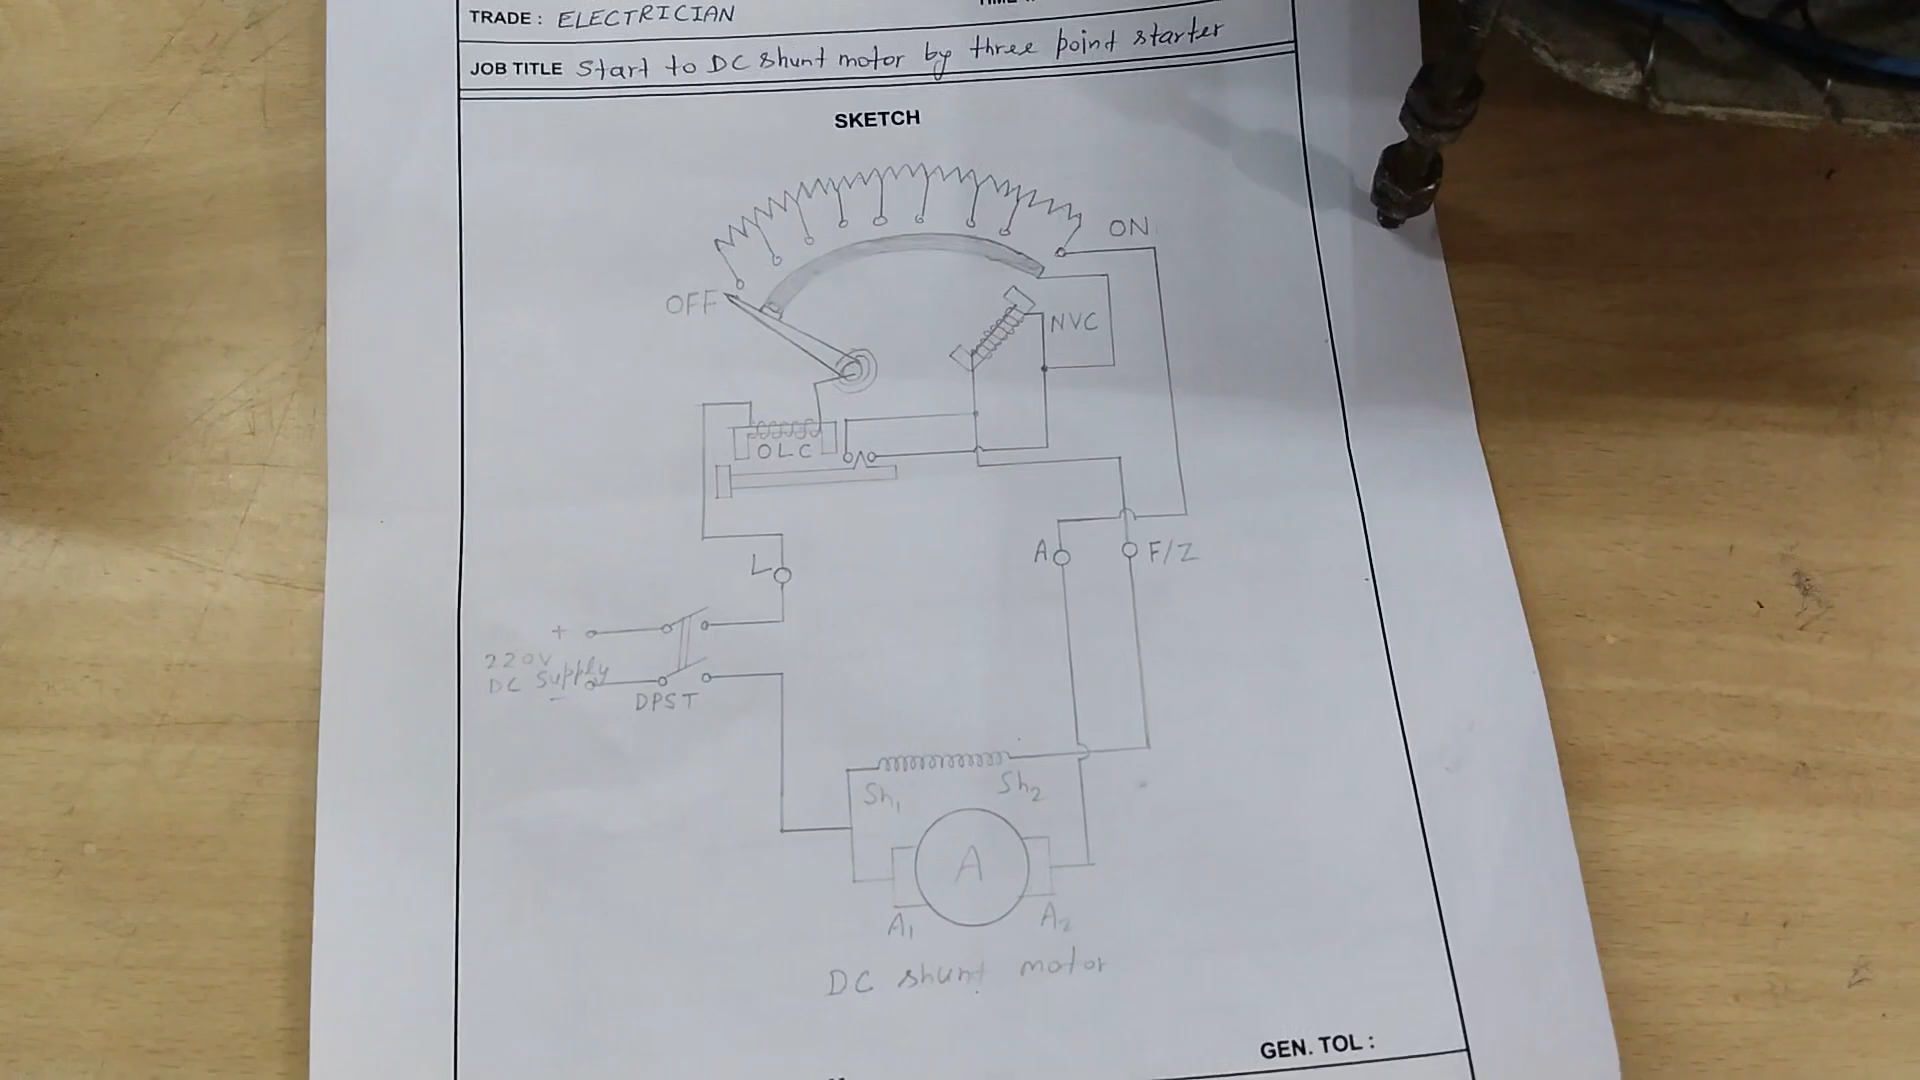 TRADE : ELECTRICIAN
JOB TITLE Start to DC shunt motor by three point starter
SKETCH
ON
OFF
NVC
OLC
L
A
F/Z
+
220V
DC Supply
-
DPST
Sh1
Sh2
A
A1
A2
DC shunt motor
GEN. TOL :